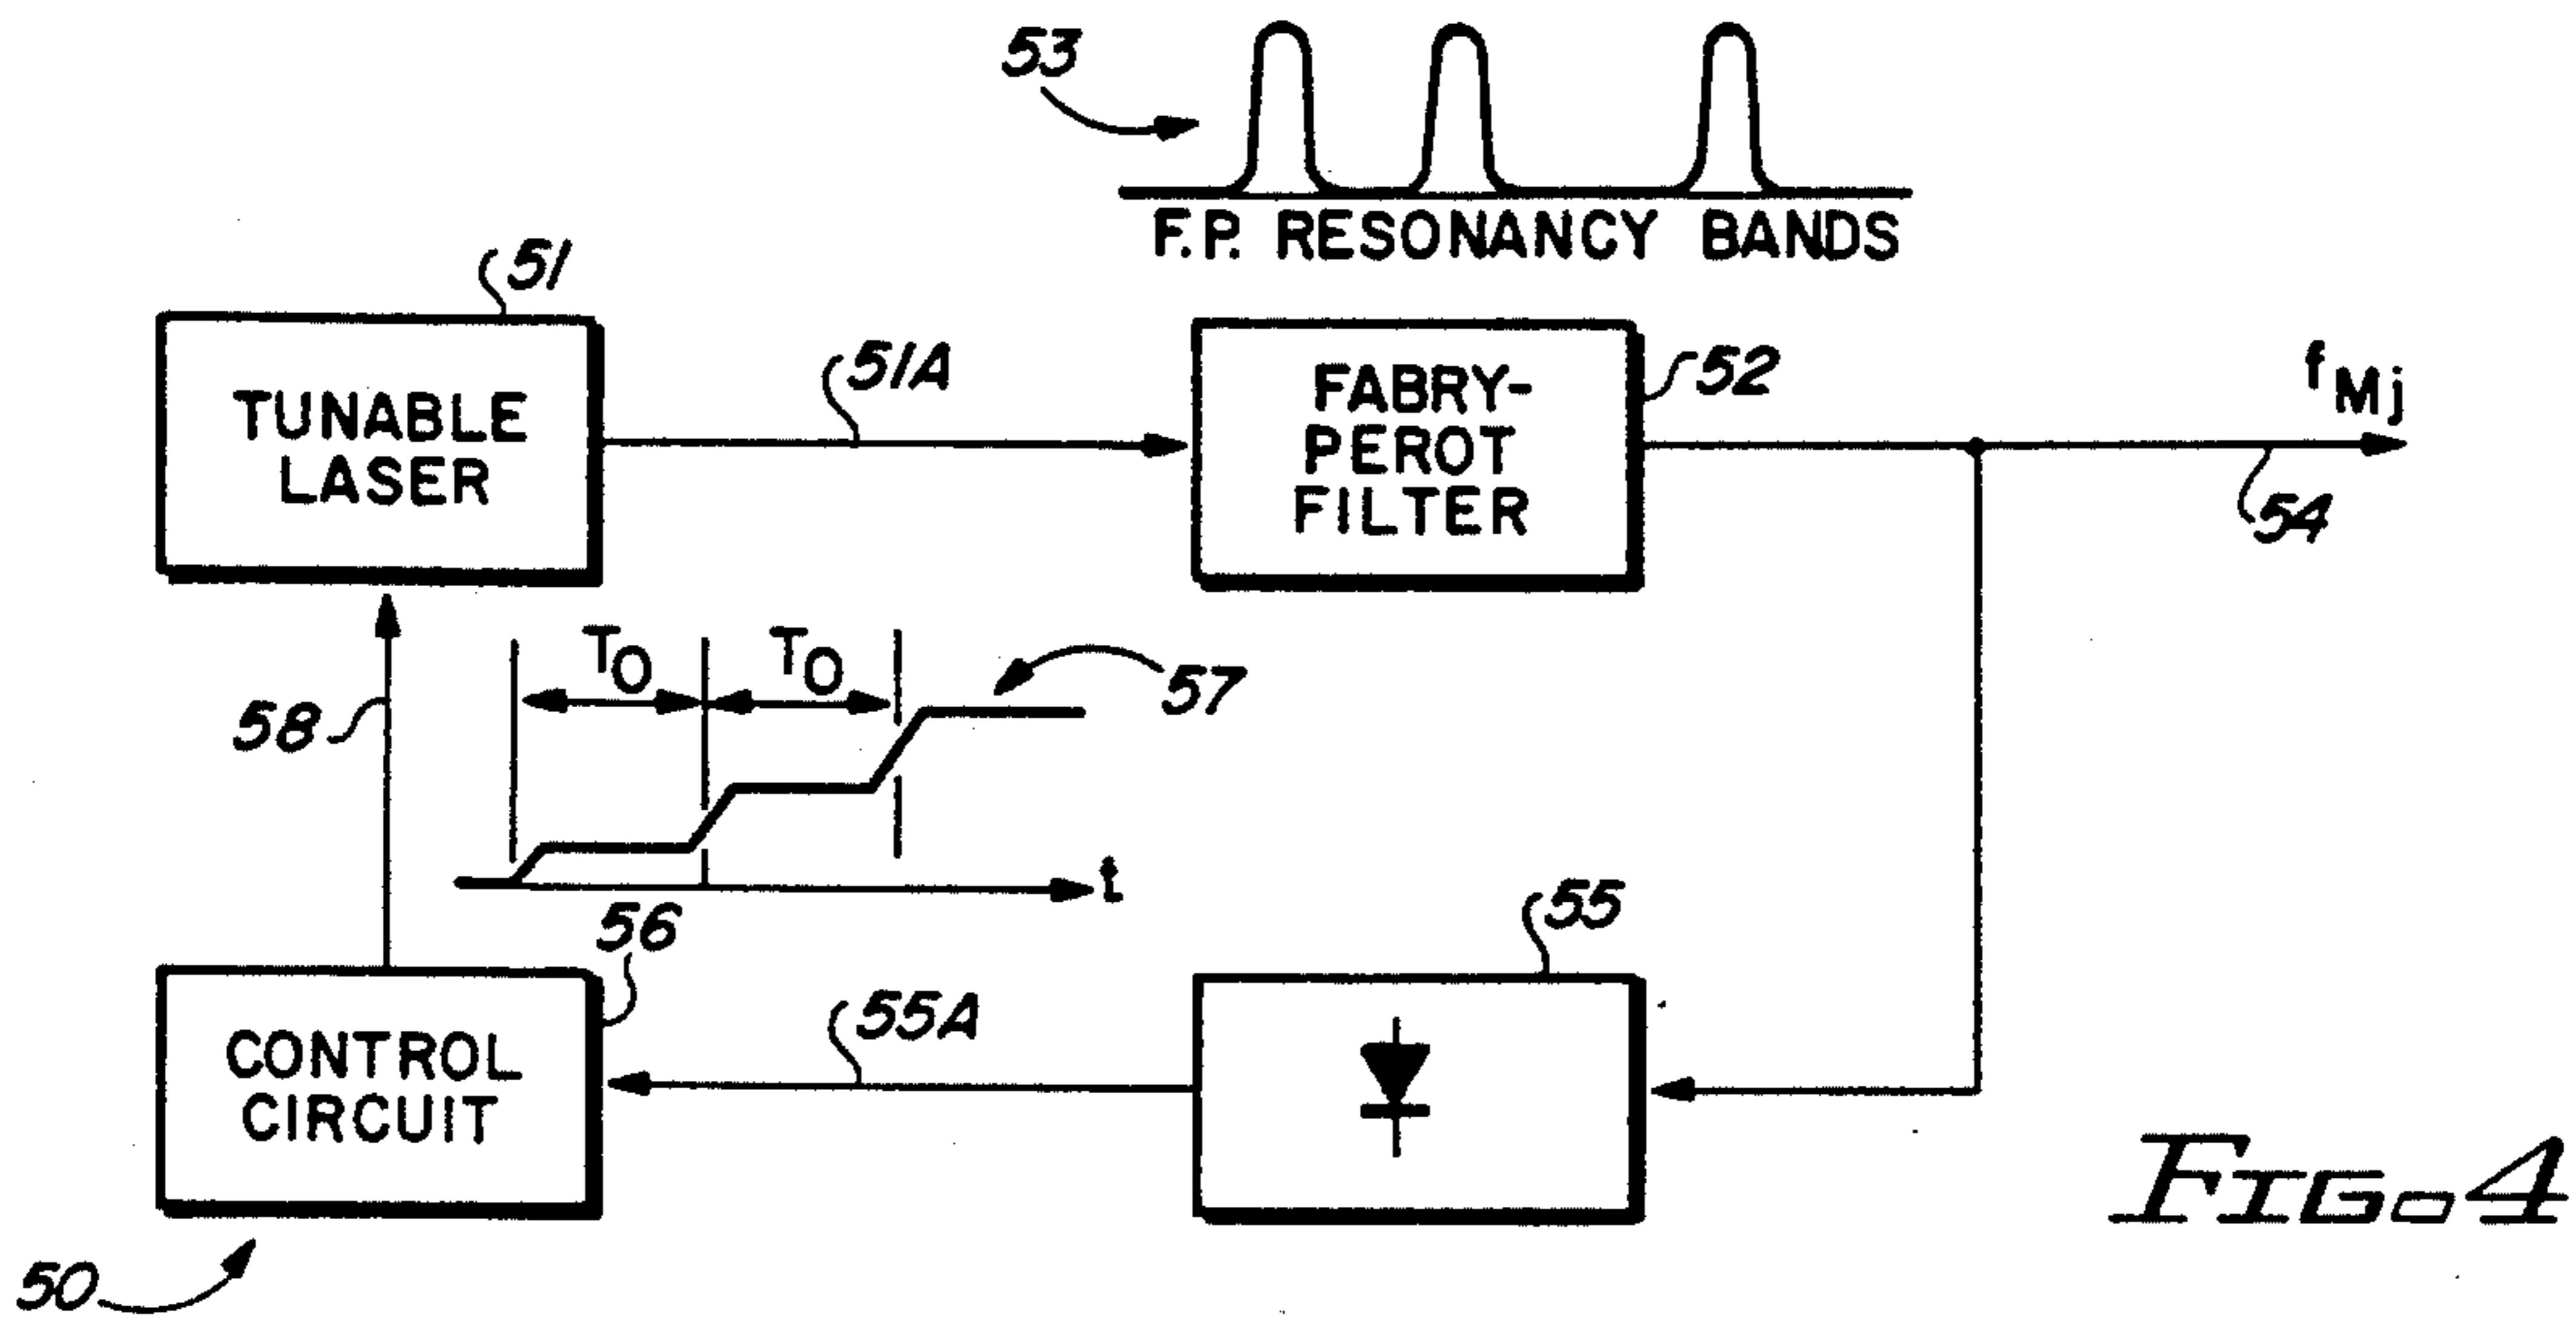 53
F.P. RESONANCY BANDS
51
TUNABLE
LASER
51A
FABRY-
PEROT
FILTER
52
fMj
54
58
TO
TO
57
t
56
CONTROL
CIRCUIT
55A
55
50
FIG. 4